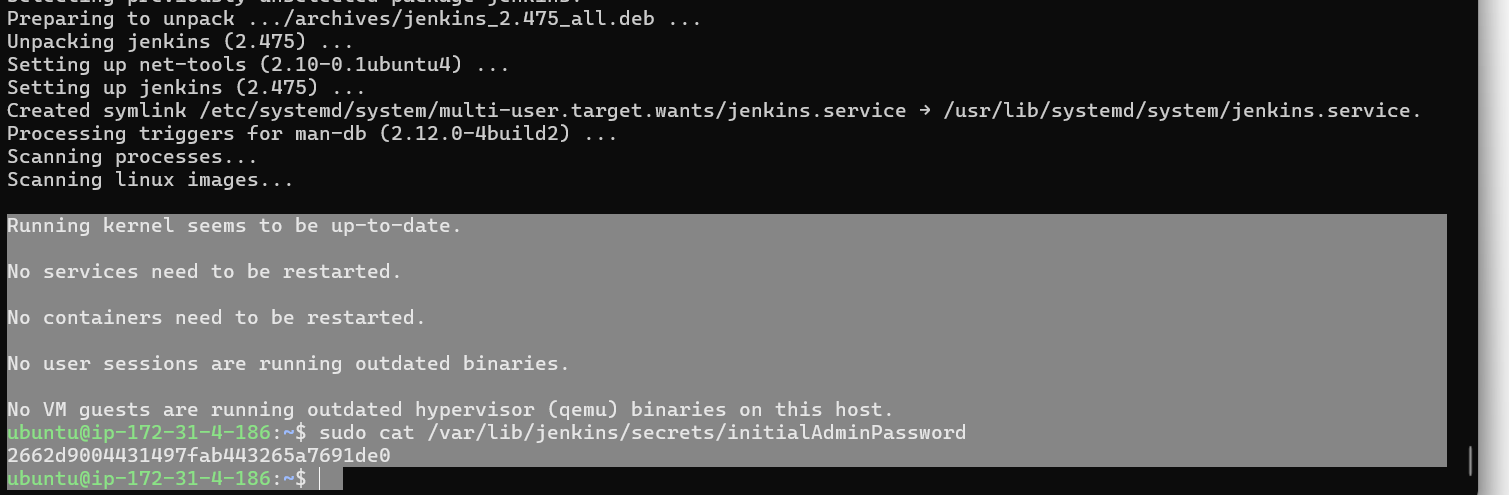 Preparing to unpack .../archives/jenkins_2.475_all.deb ...
Unpacking jenkins (2.475) ...
Setting up net-tools (2.10-0.1ubuntu4) ...
Setting up jenkins (2.475) ...
Created symlink /etc/systemd/system/multi-user.target.wants/jenkins.service → /usr/lib/systemd/system/jenkins.service.
Processing triggers for man-db (2.12.0-4build2) ...
Scanning processes...
Scanning linux images...
Running kernel seems to be up-to-date.
No services need to be restarted.
No containers need to be restarted.
No user sessions are running outdated binaries.
No VM guests are running outdated hypervisor (qemu) binaries on this host.
ubuntu@ip-172-31-4-186:~$ sudo cat /var/lib/jenkins/secrets/initialAdminPassword
2662d9004431497fab443265a7691de0
ubuntu@ip-172-31-4-186:~$